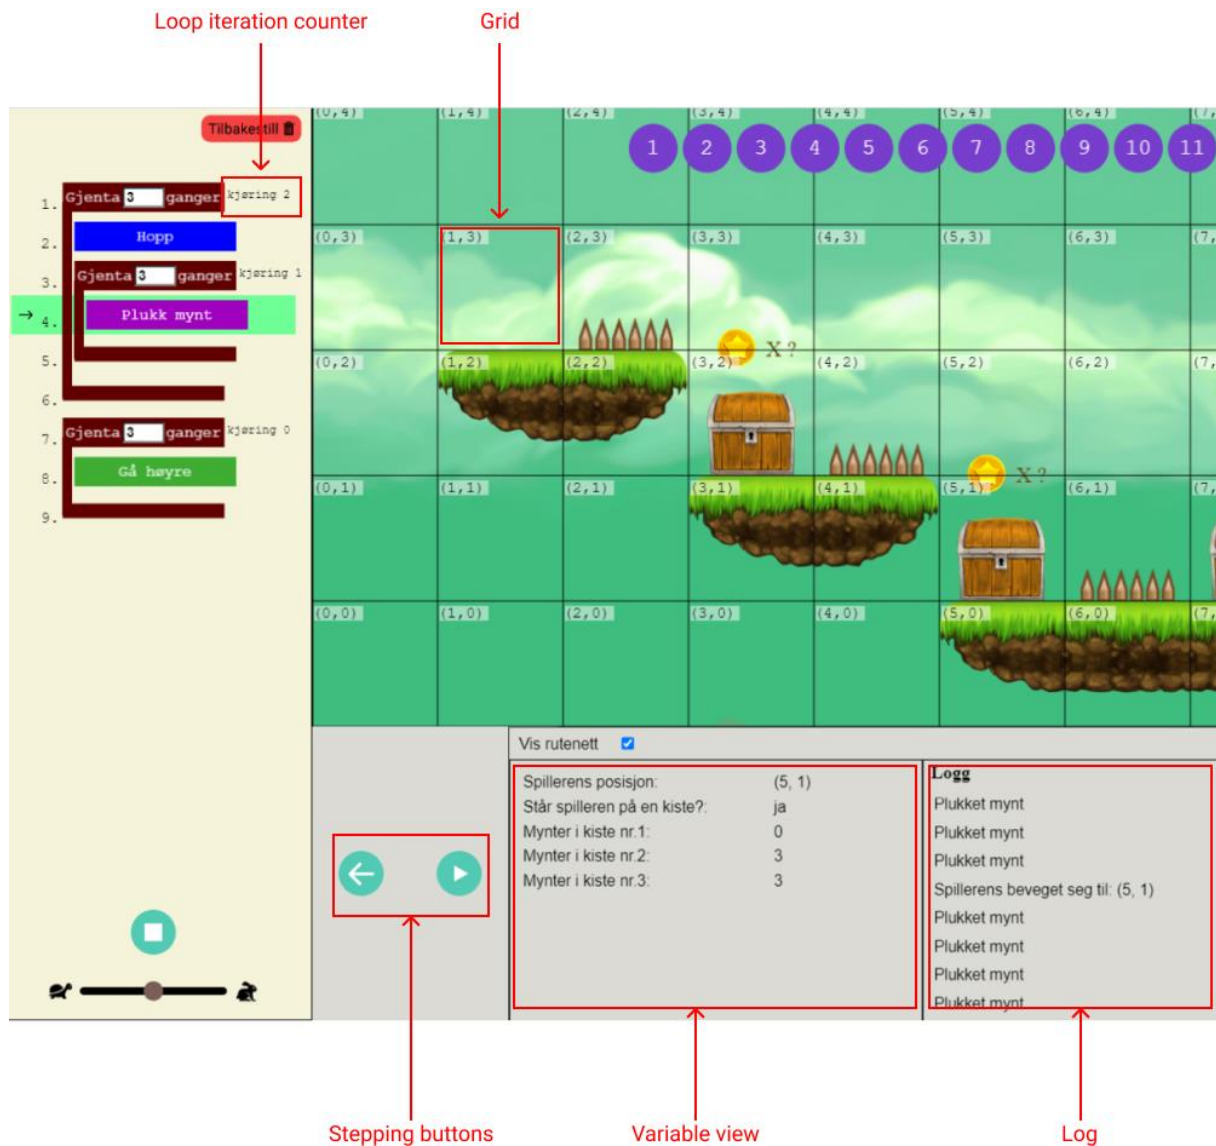 Loop iteration counter
Grid
Tilbakestill
(0,4) (1,4) (2,4) (3,4) (4,4) (5,4) (6,4) (7,
1 2 3 4 5 6 7 8 9 10 11
1. Gjenta 3 ganger kjøring 2
2. Hopp
3. Gjenta 3 ganger kjøring 1
→ 4. Plukk mynt
5.
6.
7. Gjenta 3 ganger kjøring 0
8. Gå høyre
9.
(0,3) (1,3) (2,3) (3,3) (4,3) (5,3) (6,3) (7,
X ?
(0,2) (1,2) (2,2) (3,2) (4,2) (5,2) (6,2) (7,
X ?
(0,1) (1,1) (2,1) (3,1) (4,1) (5,1) (6,1) (7,
(0,0) (1,0) (2,0) (3,0) (4,0) (5,0) (6,0) (7,
Vis rutenett
Spillerens posisjon: (5, 1)
Står spilleren på en kiste?: ja
Mynter i kiste nr.1: 0
Mynter i kiste nr.2: 3
Mynter i kiste nr.3: 3
Logg
Plukket mynt
Plukket mynt
Plukket mynt
Spillerens beveget seg til: (5, 1)
Plukket mynt
Plukket mynt
Plukket mynt
Plukket mynt
Stepping buttons
Variable view
Log